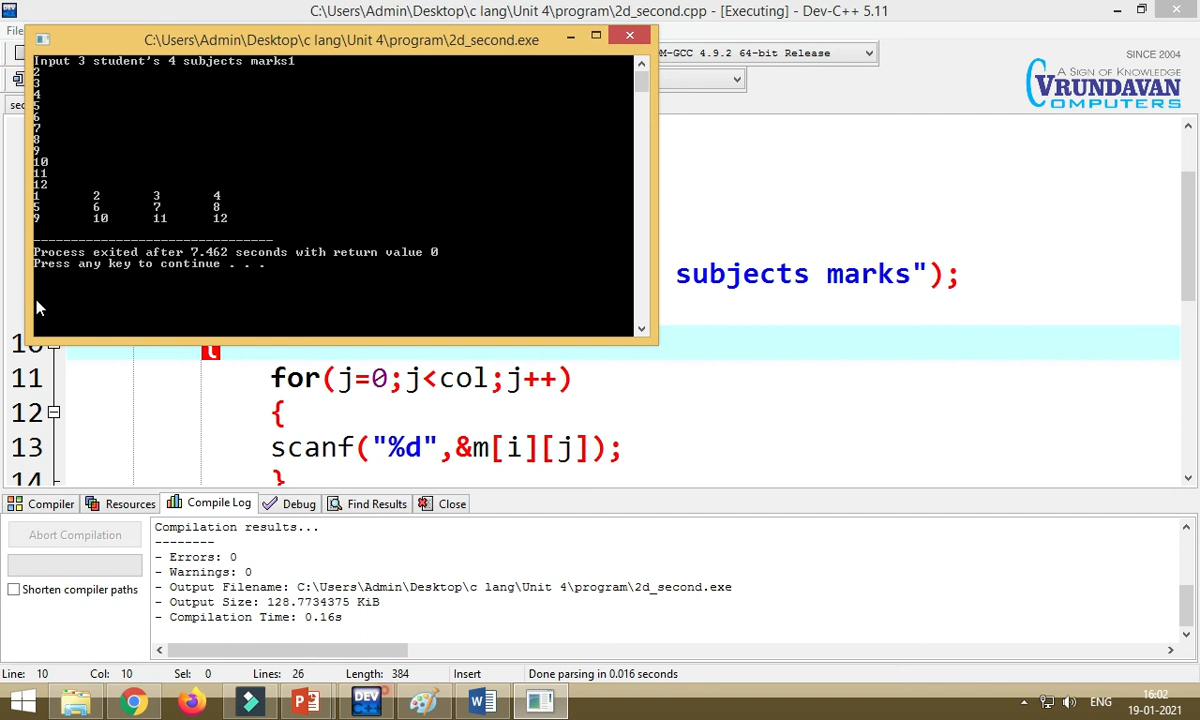 C:\Users\Admin\Desktop\c lang\Unit 4\program\2d_second.cpp - [Executing] - Dev-C++ 5.11
File
C:\Users\Admin\Desktop\c lang\Unit 4\program\2d_second.exe
M-GCC 4.9.2 64-bit Release
SINCE 2004
A SIGN OF KNOWLEDGE
VRUNDAVAN
COMPUTERS
Input 3 student's 4 subjects marks1
2
3
4
5
6
7
8
9
10
11
12
1 2 3 4
5 6 7 8
9 10 11 12
--------------------------------
Process exited after 7.462 seconds with return value 0
Press any key to continue . . .
subjects marks");
10 {
11 for(j=0;j<col;j++)
12 {
13 scanf("%d",&m[i][j]);
14 }
Compiler Resources Compile Log Debug Find Results Close
Abort Compilation
Shorten compiler paths
Compilation results...
--------
- Errors: 0
- Warnings: 0
- Output Filename: C:\Users\Admin\Desktop\c lang\Unit 4\program\2d_second.exe
- Output Size: 128.7734375 KiB
- Compilation Time: 0.16s
Line: 10 Col: 10 Sel: 0 Lines: 26 Length: 384 Insert Done parsing in 0.016 seconds
ENG
16:02
19-01-2021